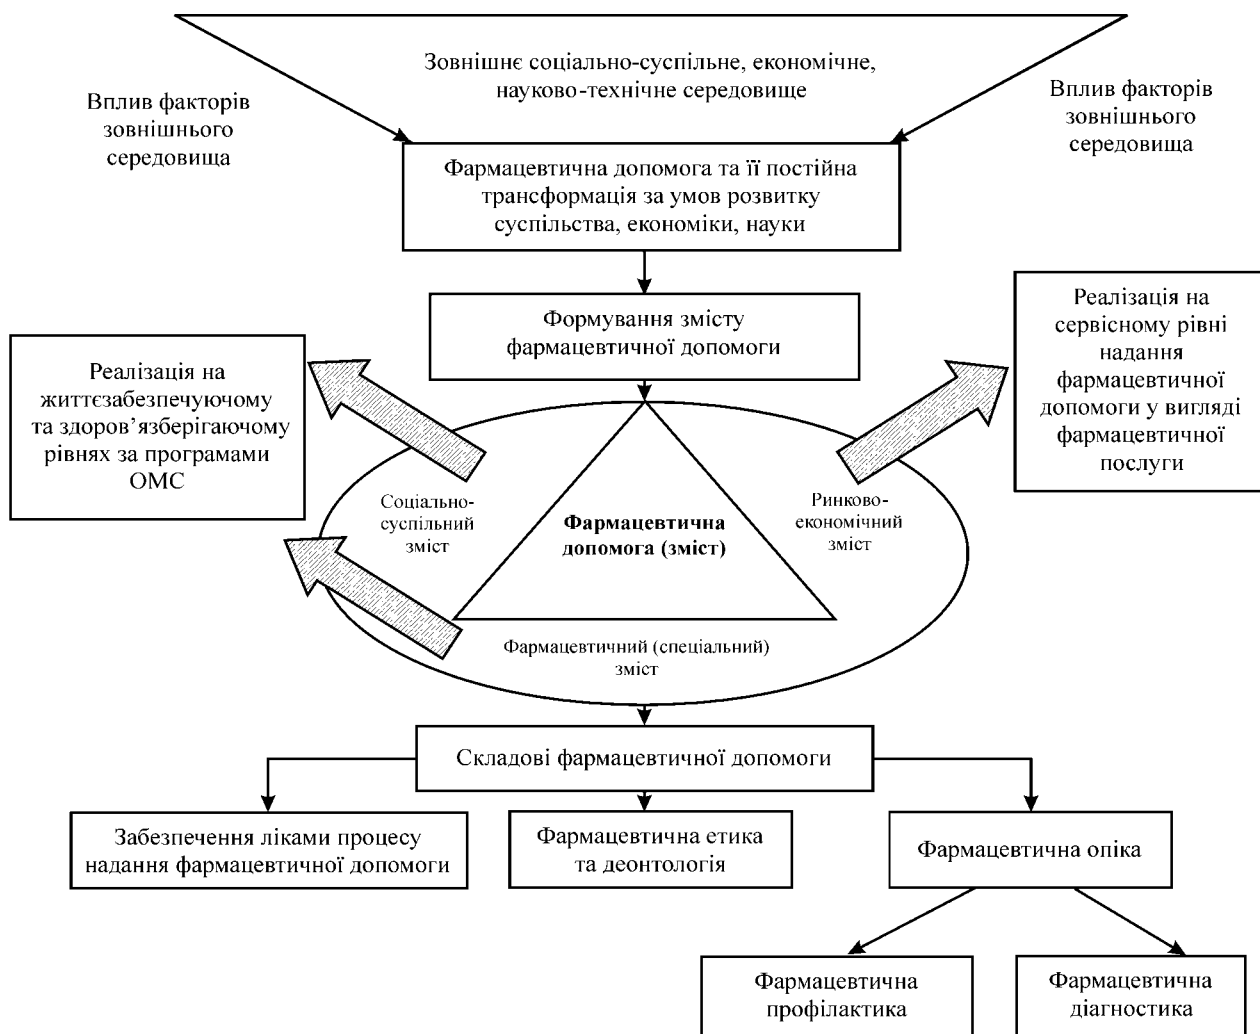 Зовнішнє соціально-суспільне, економічне,
науково-технічне середовище
Вплив факторів
зовнішнього
середовища
Вплив факторів
зовнішнього
середовища
Фармацевтична допомога та її постійна
трансформація за умов розвитку
суспільства, економіки, науки
Формування змісту
фармацевтичної допомоги
Реалізація на
життєзабезпечуючому
та здоров’язберігаючому
рівнях за програмами
ОМС
Реалізація на
сервісному рівні
надання
фармацевтичної
допомоги у вигляді
фармацевтичної
послуги
Соціально-
суспільний
зміст
Фармацевтична
допомога (зміст)
Ринково-
економічний
зміст
Фармацевтичний (спеціальний)
зміст
Складові фармацевтичної допомоги
Забезпечення ліками процесу
надання фармацевтичної допомоги
Фармацевтична етика
та деонтологія
Фармацевтична опіка
Фармацевтична
профілактика
Фармацевтична
діагностика